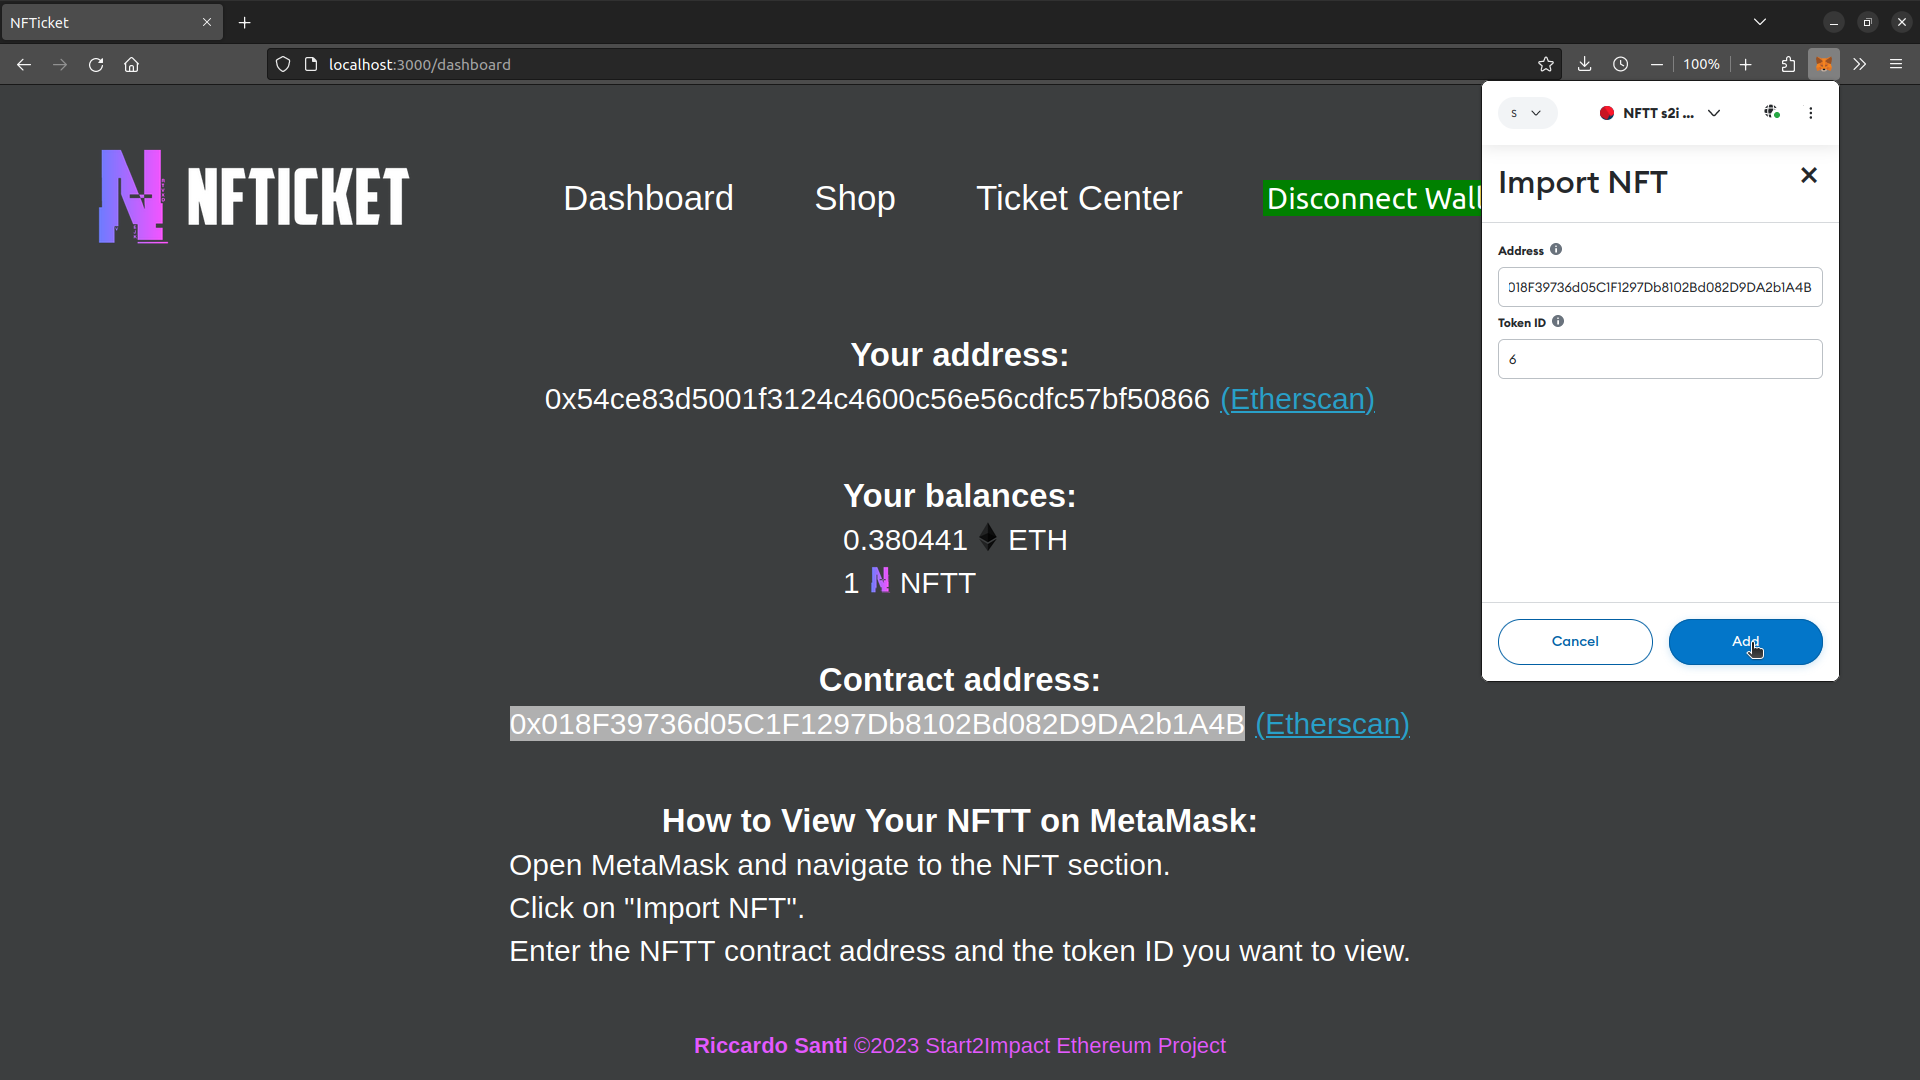 NFTicket
localhost:3000/dashboard
100%
s
NFTT s2i ...
NFTICKET
Dashboard
Shop
Ticket Center
Disconnect Wall
Import NFT
Address
018F39736d05C1F1297Db8102Bd082D9DA2b1A4B
Token ID
6
Cancel
Add
Your address:
0x54ce83d5001f3124c4600c56e56cdfc57bf50866 (Etherscan)
Your balances:
0.380441 ETH
1 NFTT
Contract address:
0x018F39736d05C1F1297Db8102Bd082D9DA2b1A4B (Etherscan)
How to View Your NFTT on MetaMask:
Open MetaMask and navigate to the NFT section.
Click on "Import NFT".
Enter the NFTT contract address and the token ID you want to view.
Riccardo Santi ©2023 Start2Impact Ethereum Project